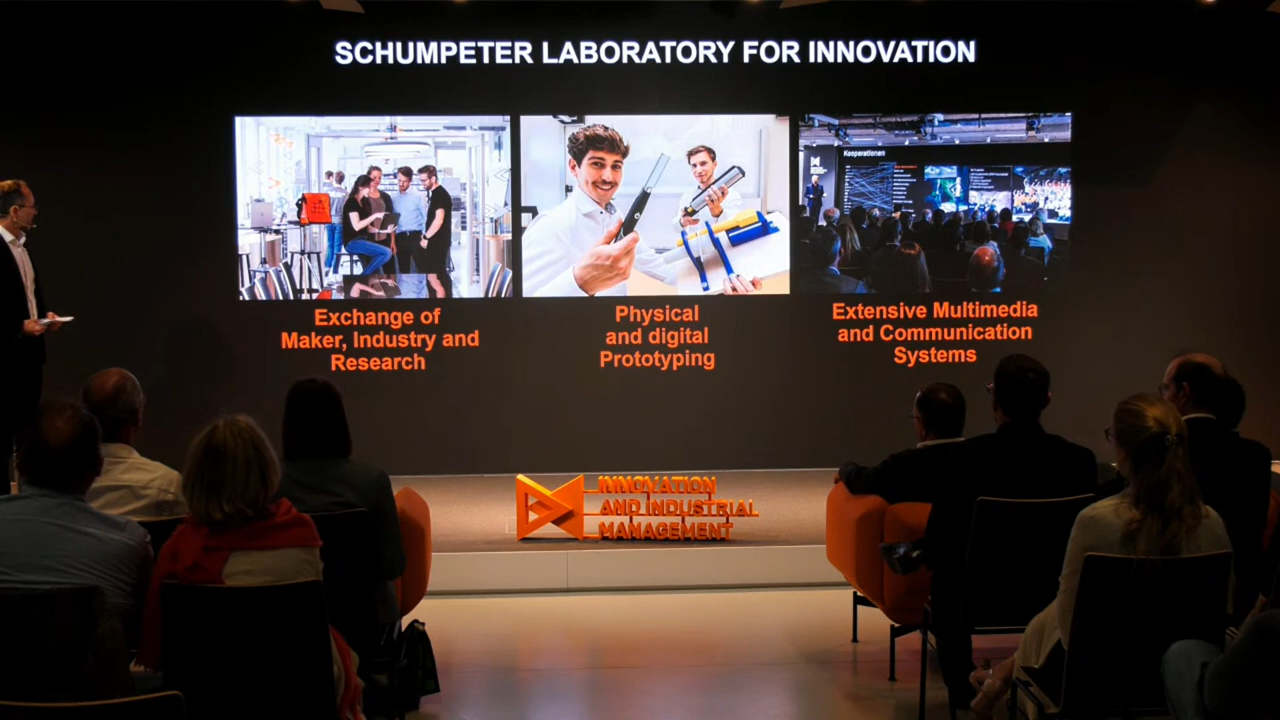 SCHUMPETER LABORATORY FOR INNOVATION
Kooperationen
Exchange of
Maker, Industry and
Research
Physical
and digital
Prototyping
Extensive Multimedia
and Communication
Systems
INNOVATION
AND INDUSTRIAL
MANAGEMENT